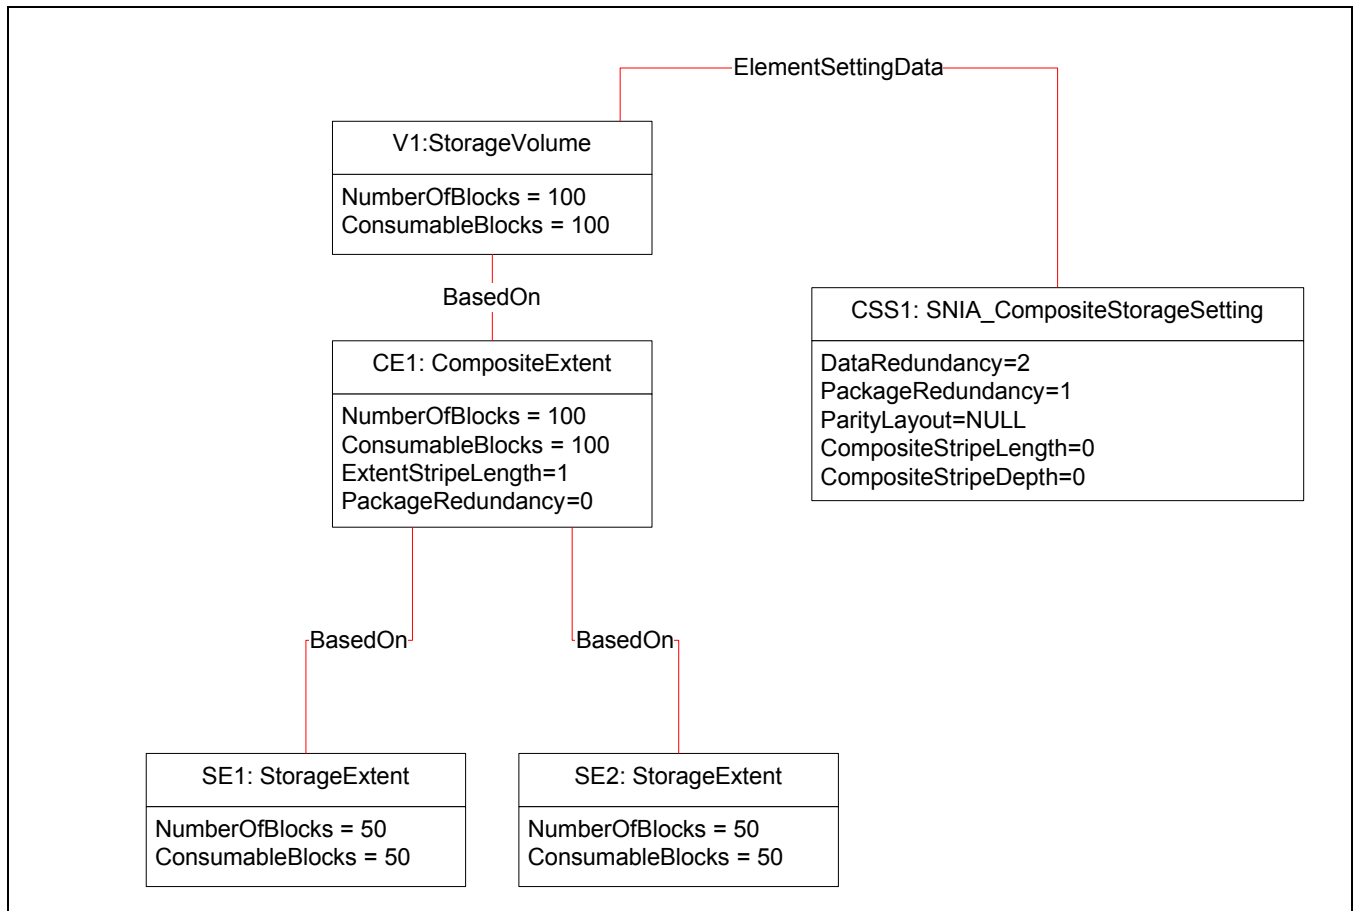 ElementSettingData
V1:StorageVolume
NumberOfBlocks = 100
ConsumableBlocks = 100
BasedOn
CSS1: SNIA_CompositeStorageSetting
DataRedundancy=2
PackageRedundancy=1
ParityLayout=NULL
CompositeStripeLength=0
CompositeStripeDepth=0
CE1: CompositeExtent
NumberOfBlocks = 100
ConsumableBlocks = 100
ExtentStripeLength=1
PackageRedundancy=0
BasedOn
BasedOn
SE1: StorageExtent
NumberOfBlocks = 50
ConsumableBlocks = 50
SE2: StorageExtent
NumberOfBlocks = 50
ConsumableBlocks = 50